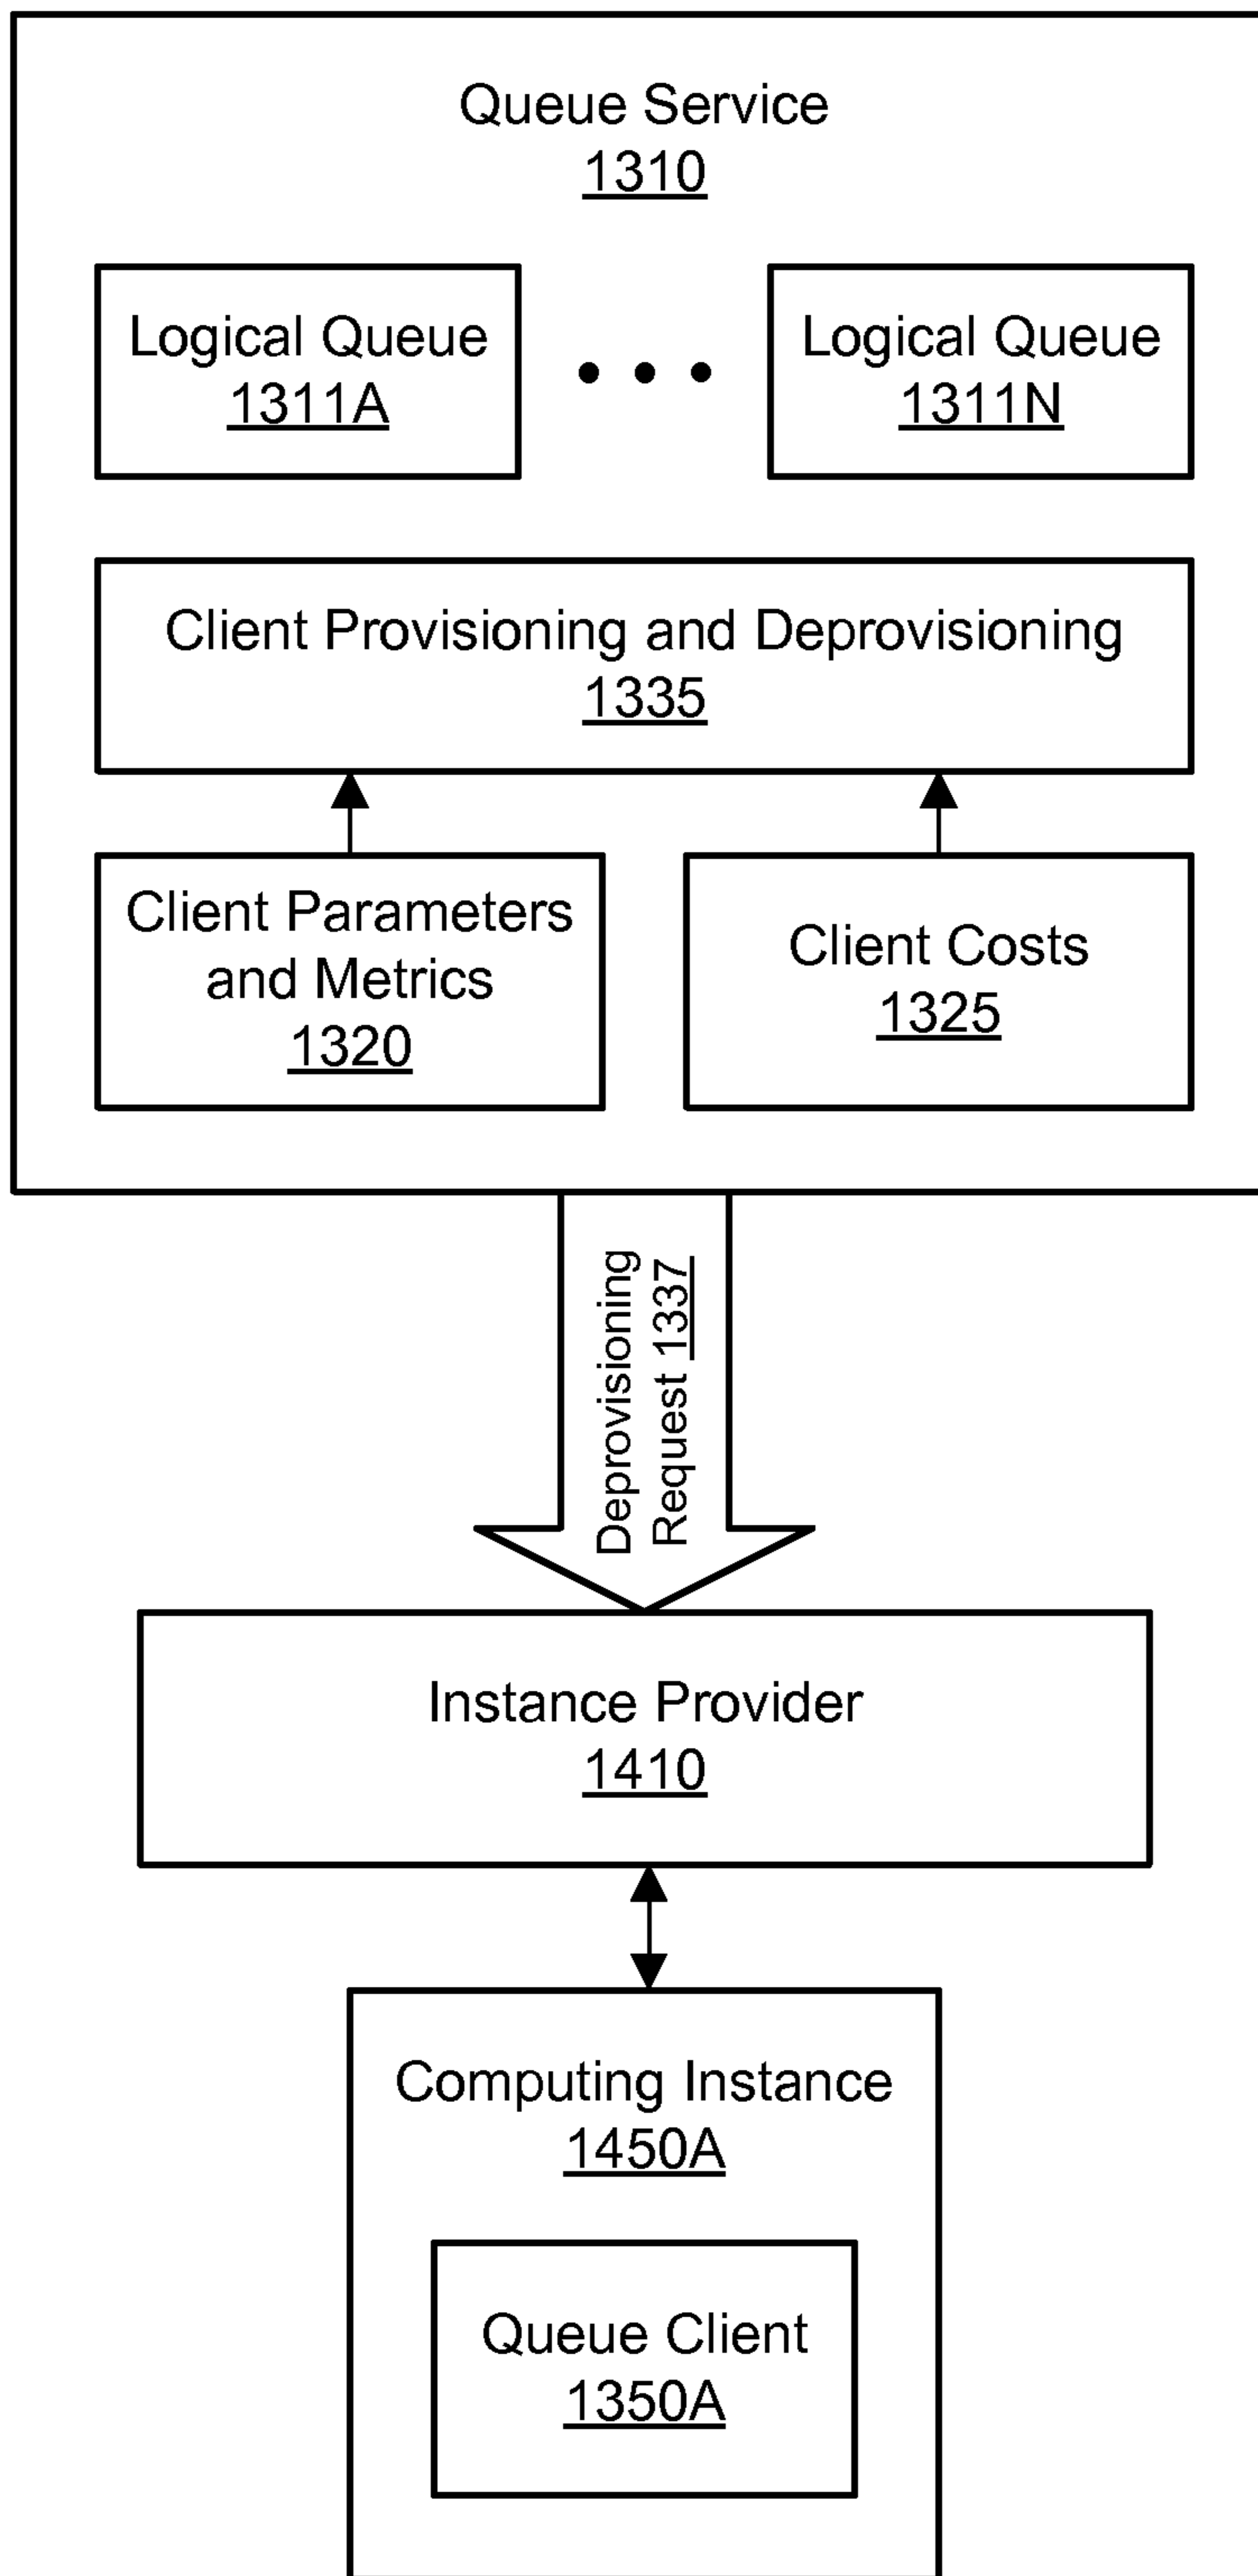 Queue Service
1310
Logical Queue
1311A
Logical Queue
1311N
Client Provisioning and Deprovisioning
1335
Client Parameters
and Metrics
1320
Client Costs
1325
Deprovisioning
Request 1337
Instance Provider
1410
Computing Instance
1450A
Queue Client
1350A